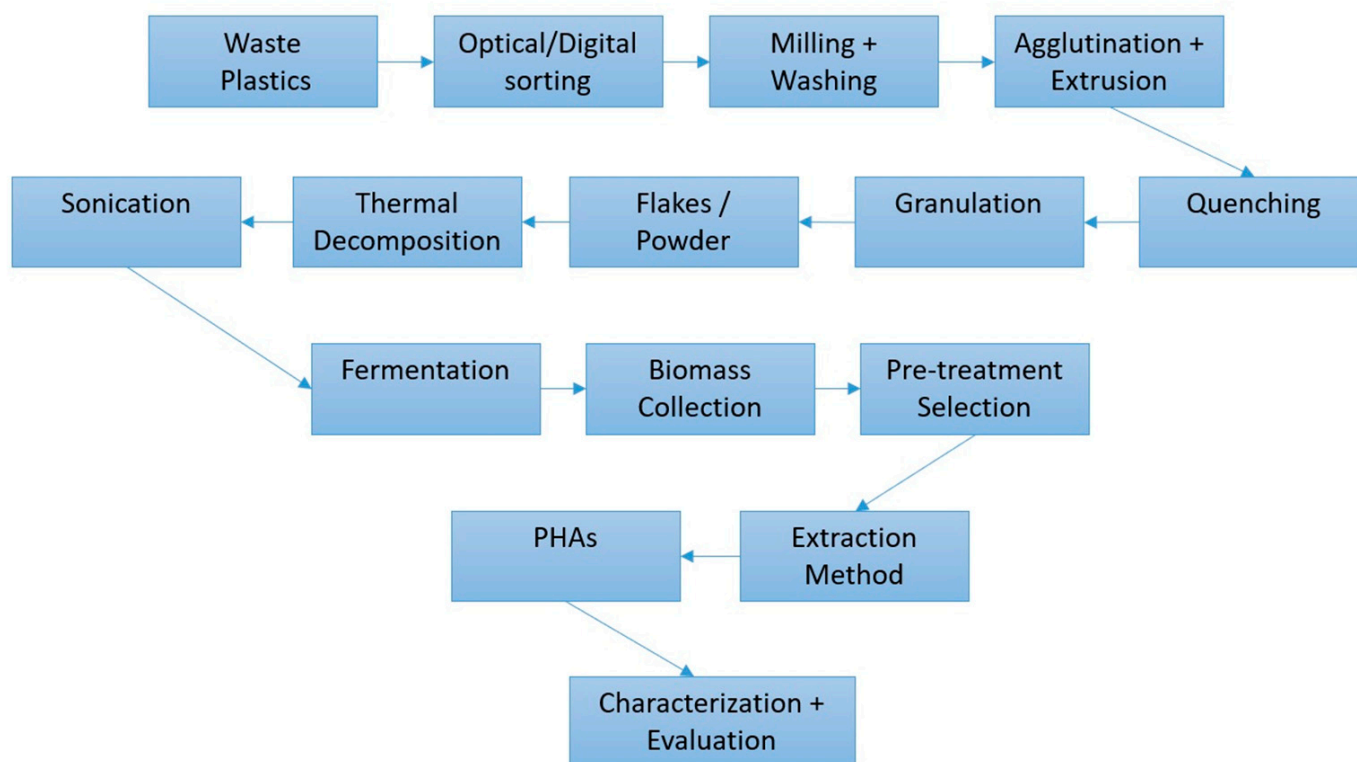 Waste
Plastics
Optical/Digital
sorting
Milling +
Washing
Agglutination +
Extrusion
Sonication
Thermal
Decomposition
Flakes /
Powder
Granulation
Quenching
Fermentation
Biomass
Collection
Pre-treatment
Selection
PHAs
Extraction
Method
Characterization +
Evaluation